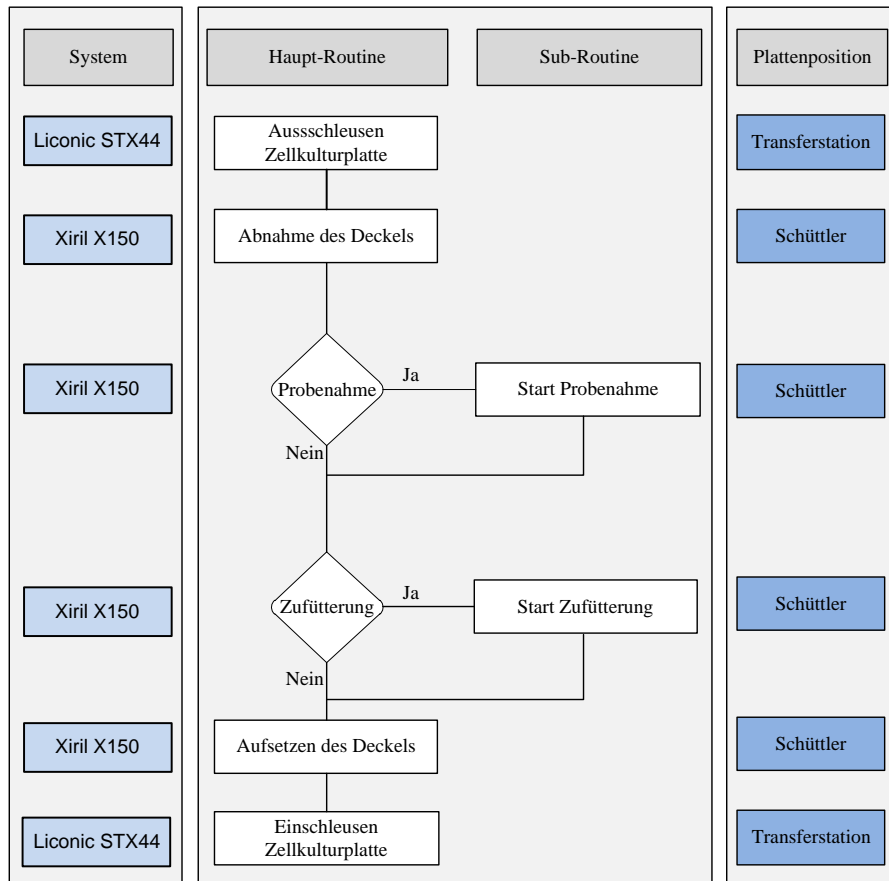 System
Haupt-Routine
Sub-Routine
Plattenposition
Liconic STX44
Aussschleusen
Zellkulturplatte
Transferstation
Xiril X150
Abnahme des Deckels
Schüttler
Xiril X150
Probenahme
Ja
Start Probenahme
Schüttler
Nein
Xiril X150
Zufütterung
Ja
Start Zufütterung
Schüttler
Nein
Xiril X150
Aufsetzen des Deckels
Schüttler
Liconic STX44
Einschleusen
Zellkulturplatte
Transferstation